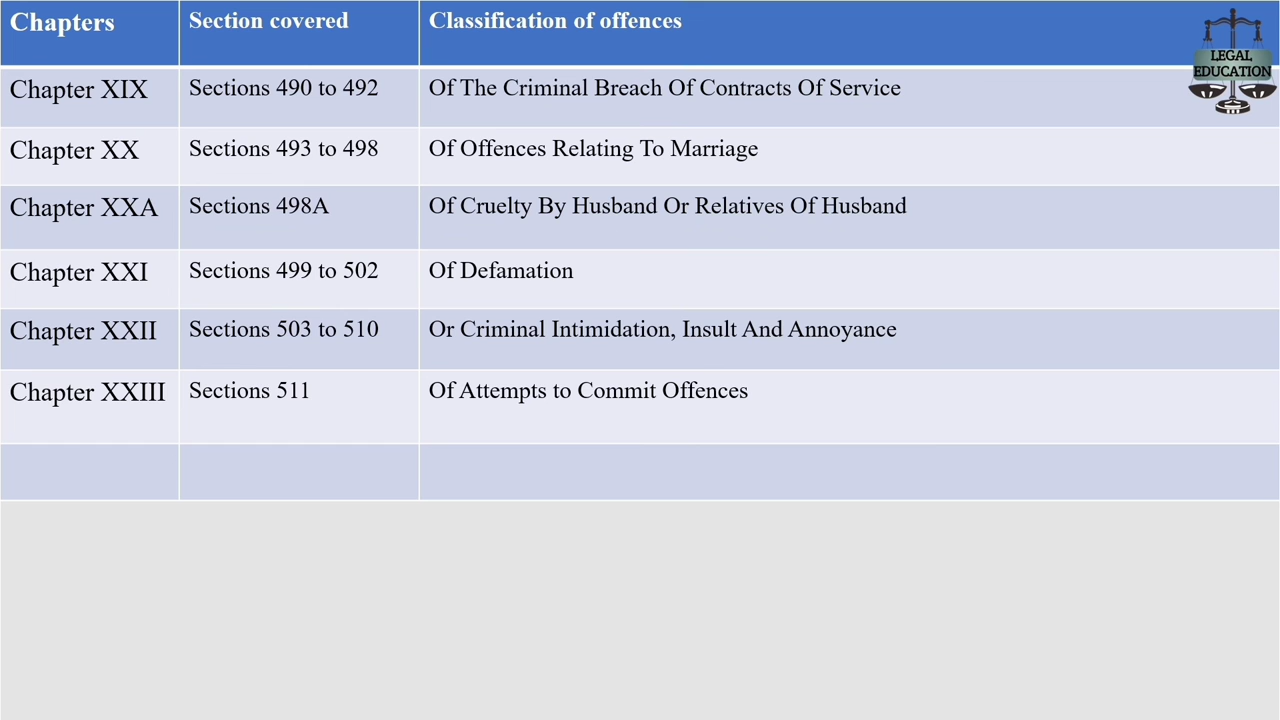 Chapters Section covered Classification of offences
LEGAL
EDUCATION
Chapter XIX Sections 490 to 492 Of The Criminal Breach Of Contracts Of Service
Chapter XX Sections 493 to 498 Of Offences Relating To Marriage
Chapter XXA Sections 498A Of Cruelty By Husband Or Relatives Of Husband
Chapter XXI Sections 499 to 502 Of Defamation
Chapter XXII Sections 503 to 510 Or Criminal Intimidation, Insult And Annoyance
Chapter XXIII Sections 511 Of Attempts to Commit Offences